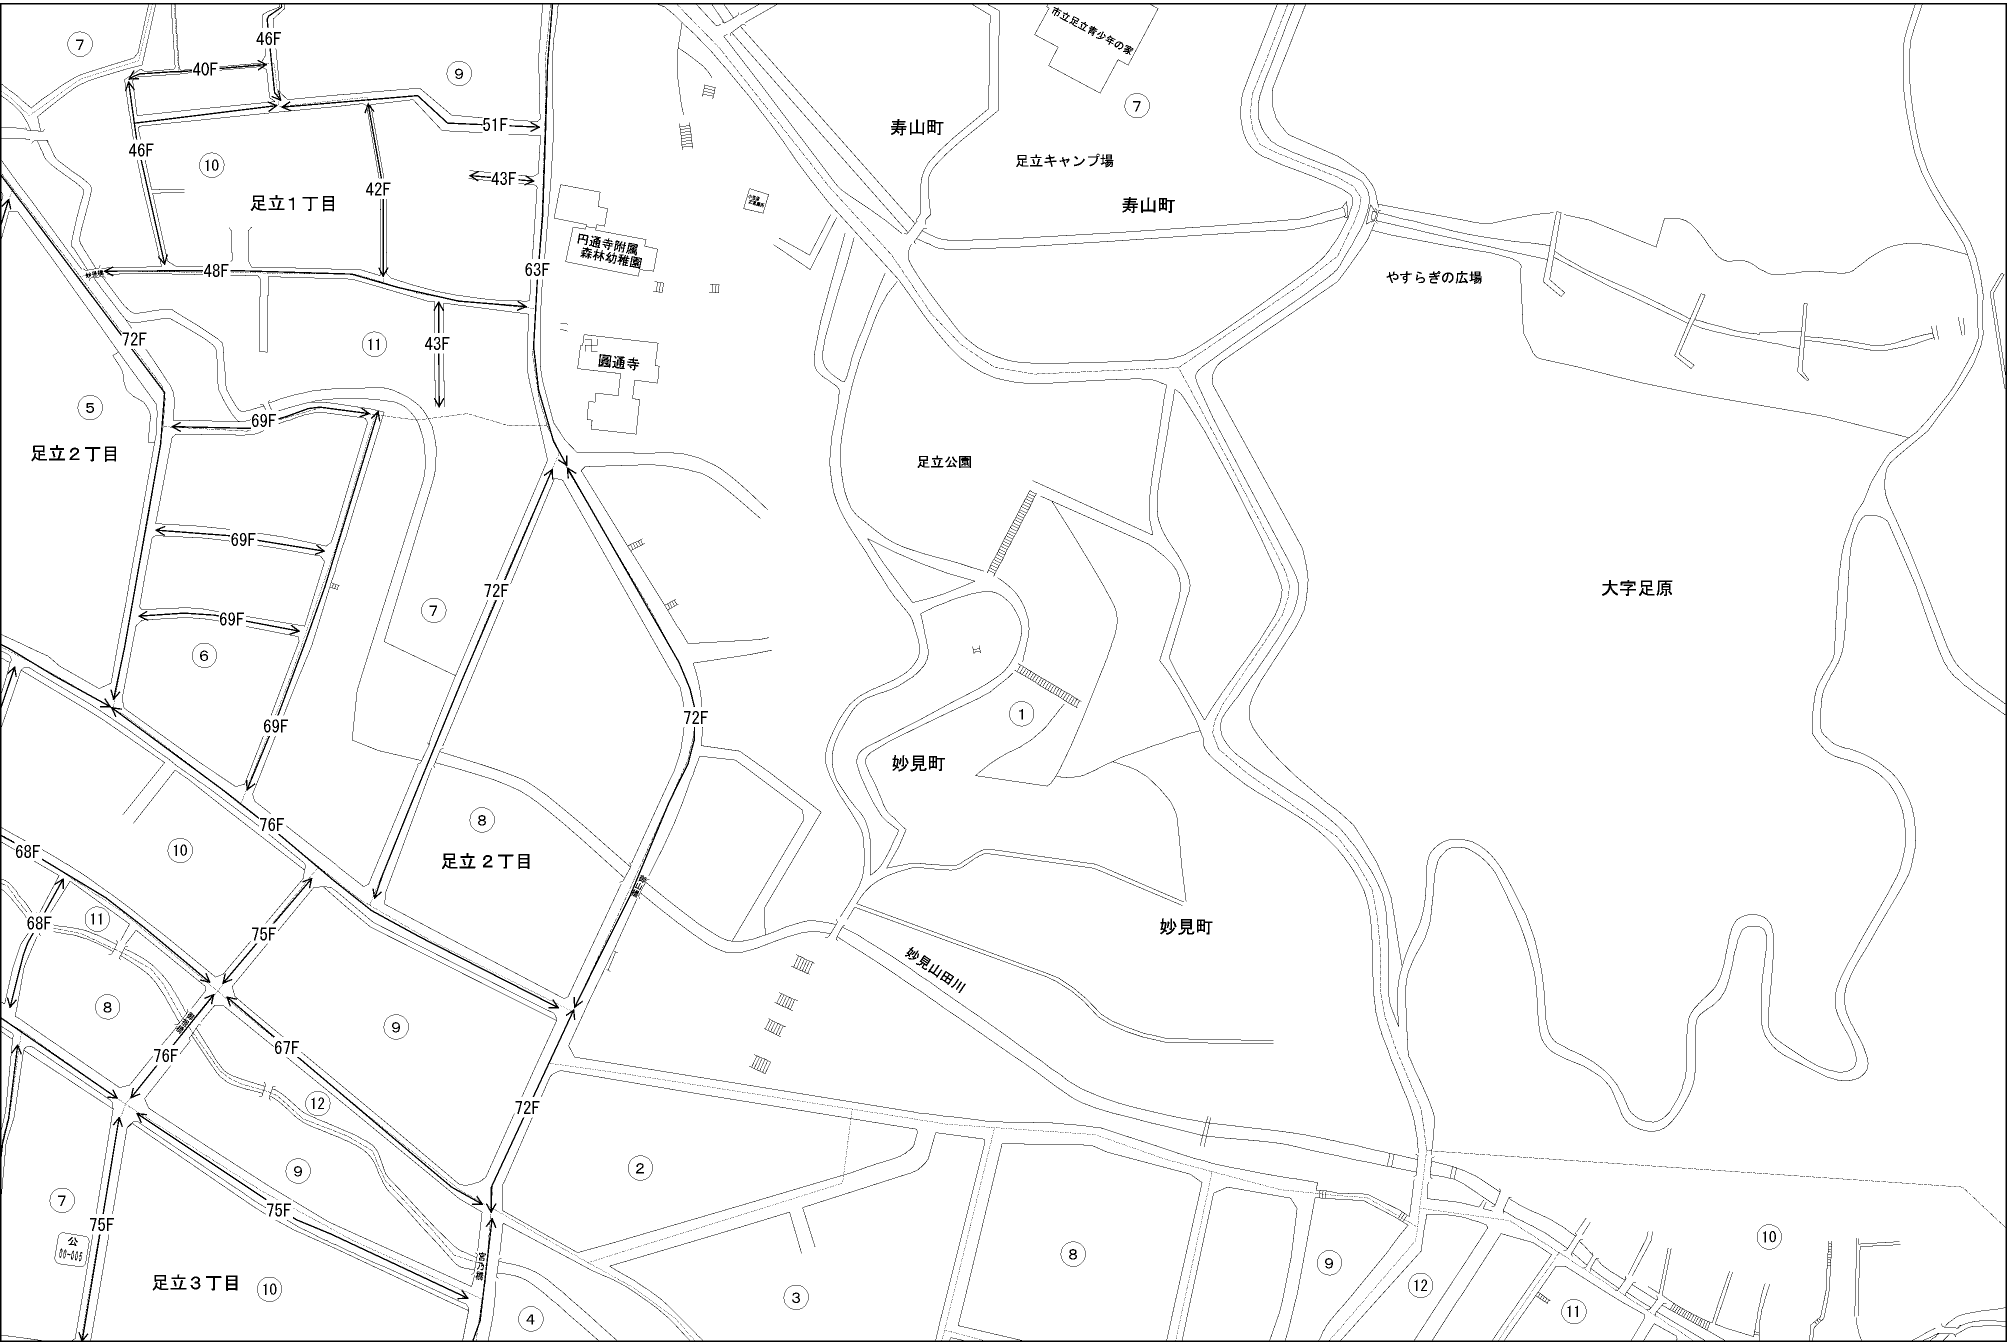 市立足立青少年の家
46F
⑦
40F
⑨
⑦
51F
寿山町
46F
⑩
足立キャンプ場
43F
42F
足立1丁目
寿山町
円通寺附属
森林幼稚園
63F
48F
やすらぎの広場
72F
⑪
43F
圓通寺
⑤
69F
足立2丁目
足立公園
69F
72F
大字足原
⑦
69F
⑥
72F
①
69F
妙見町
⑧
76F
68F
⑩
足立2丁目
⑪
68F
75F
妙見町
妙見山田川
⑧
⑨
76F
67F
⑫
72F
⑨
②
⑦
75F
75F
公
00-005
宮乃橋
⑧
⑨
⑩
足立3丁目
⑩
⑫
③
④
⑪